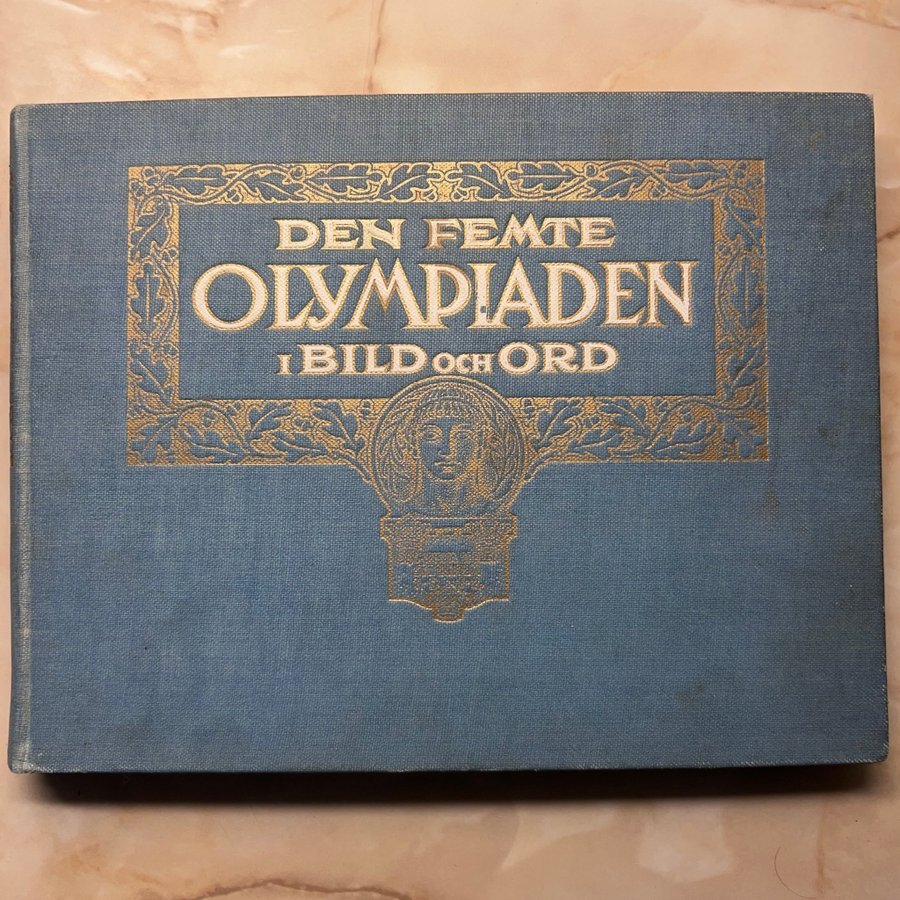 DEN FEMTE
OLYMPIADEN
I BILD OCH ORD